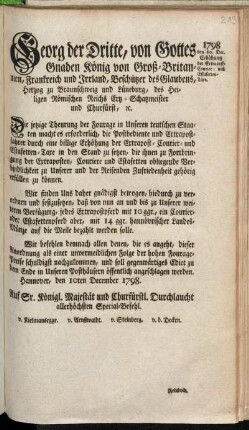 Georg der Dritte, von Gottes
Gnaden König von Groß-Britan-
nien, Frankreich und Irrland, Beschützer des Glaubens,
Herzog zu Braunschweig und Lüneburg, des Hei-
ligen Römischen Reichs Ertz-Schatzmeister
und Churfürst, ꝛc.
1798
Die jetzige Theurung der Fourage in Unseren teutschen Staa-
ten macht es erforderlich, die Postbediente und Extrapost-
halter durch eine billige Erhöhung der Extrapost- Courier- und
Estafetten-Taxe in den Stand zu setzen, die ihnen zu Fortbrin-
gung der Extraposten, Couriere und Estafetten obliegende Ver-
bindlichkeit zu Unserer und der Reisenden Zufriedenheit gehörig
erfüllen zu können.
Wir finden Uns daher gnädigst bewogen, hiedurch zu ver-
ordnen und festzusetzen, daß von nun an und bis zu Unserer wei-
teren Verfügung, jedes Extrapostpferd mit 10 ggr., ein Courier-
oder Estafettenpferd aber, mit 14 ggr. hannöverischer Landes-
Münze auf die Meile bezahlt werden solle.
Wir befehlen demnach allen denen, die es angeht, dieser
Anordnung als einer unvermeidlichen Folge der hohen Fourage-
Preise schuldigst nachzukommen, und soll gegenwärtiges Edict zu
dem Ende in Unseren Posthäusern öffentlich angeschlagen werden.
Hannover, den 10ten December 1798.
Auf Sr. Königl. Majestät und Churfürstl. Durchlaucht
allerhöchsten Special-Befehl.
v. Kielmansegge. v. Arnßwaldt. v. Steinberg. v. d. Decken.